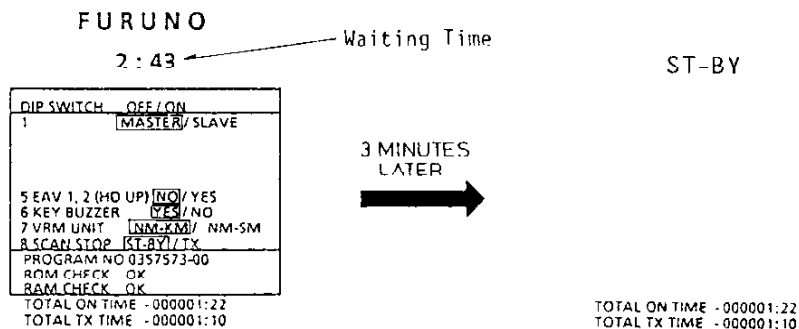 FURUNO
2:43
Waiting Time
DIP SWITCH OFF/ON
1 MASTER/SLAVE
5 EAV 1, 2 (HD UP) NO/YES
6 KEY BUZZER YES/NO
7 VRM UNIT NM-KM/ NM-SM
8 SCAN STOP ST-BY/TX
PROGRAM NO 0357573-00
ROM CHECK OK
RAM CHECK OK
TOTAL ON TIME -000001:22
TOTAL TX TIME -000001:10
3 MINUTES
LATER
ST-BY
TOTAL ON TIME -000001:22
TOTAL TX TIME -000001:10